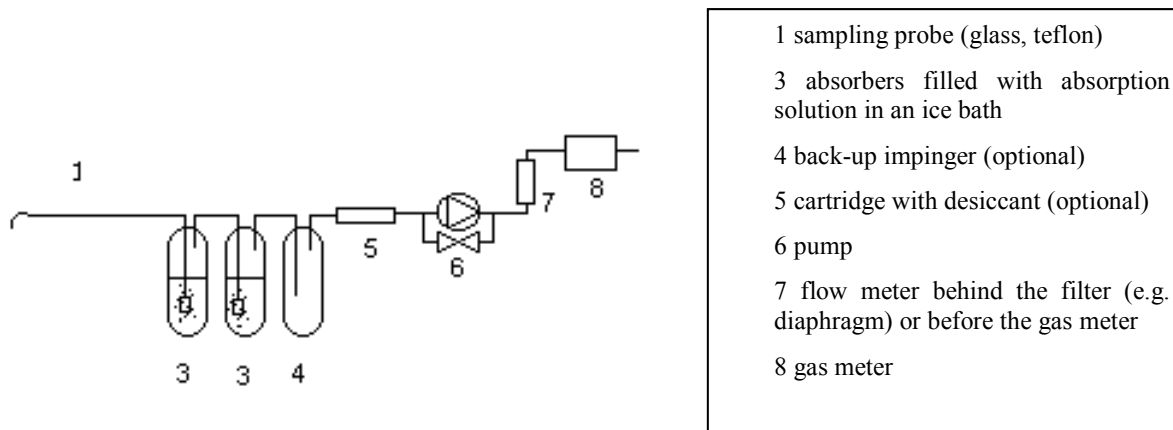 1
5
6
7
8
3 3 4
1 sampling probe (glass, teflon)
3 absorbers filled with absorption
solution in an ice bath
4 back-up impinger (optional)
5 cartridge with desiccant (optional)
6 pump
7 flow meter behind the filter (e.g.
diaphragm) or before the gas meter
8 gas meter